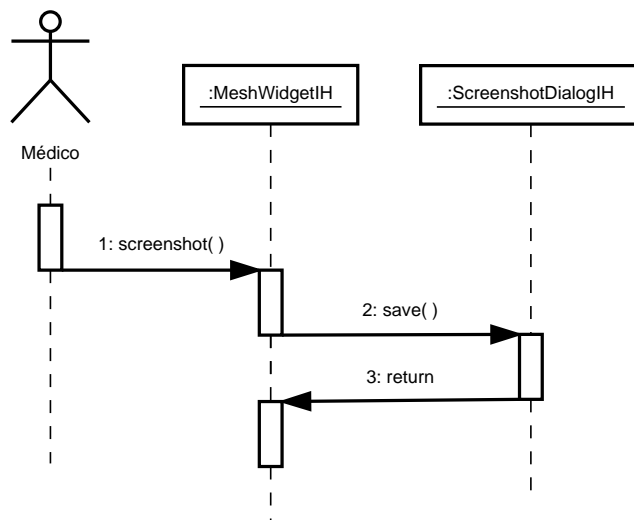 :MeshWidgetIH
:ScreenshotDialogIH
Médico
1: screenshot( )
2: save( )
3: return